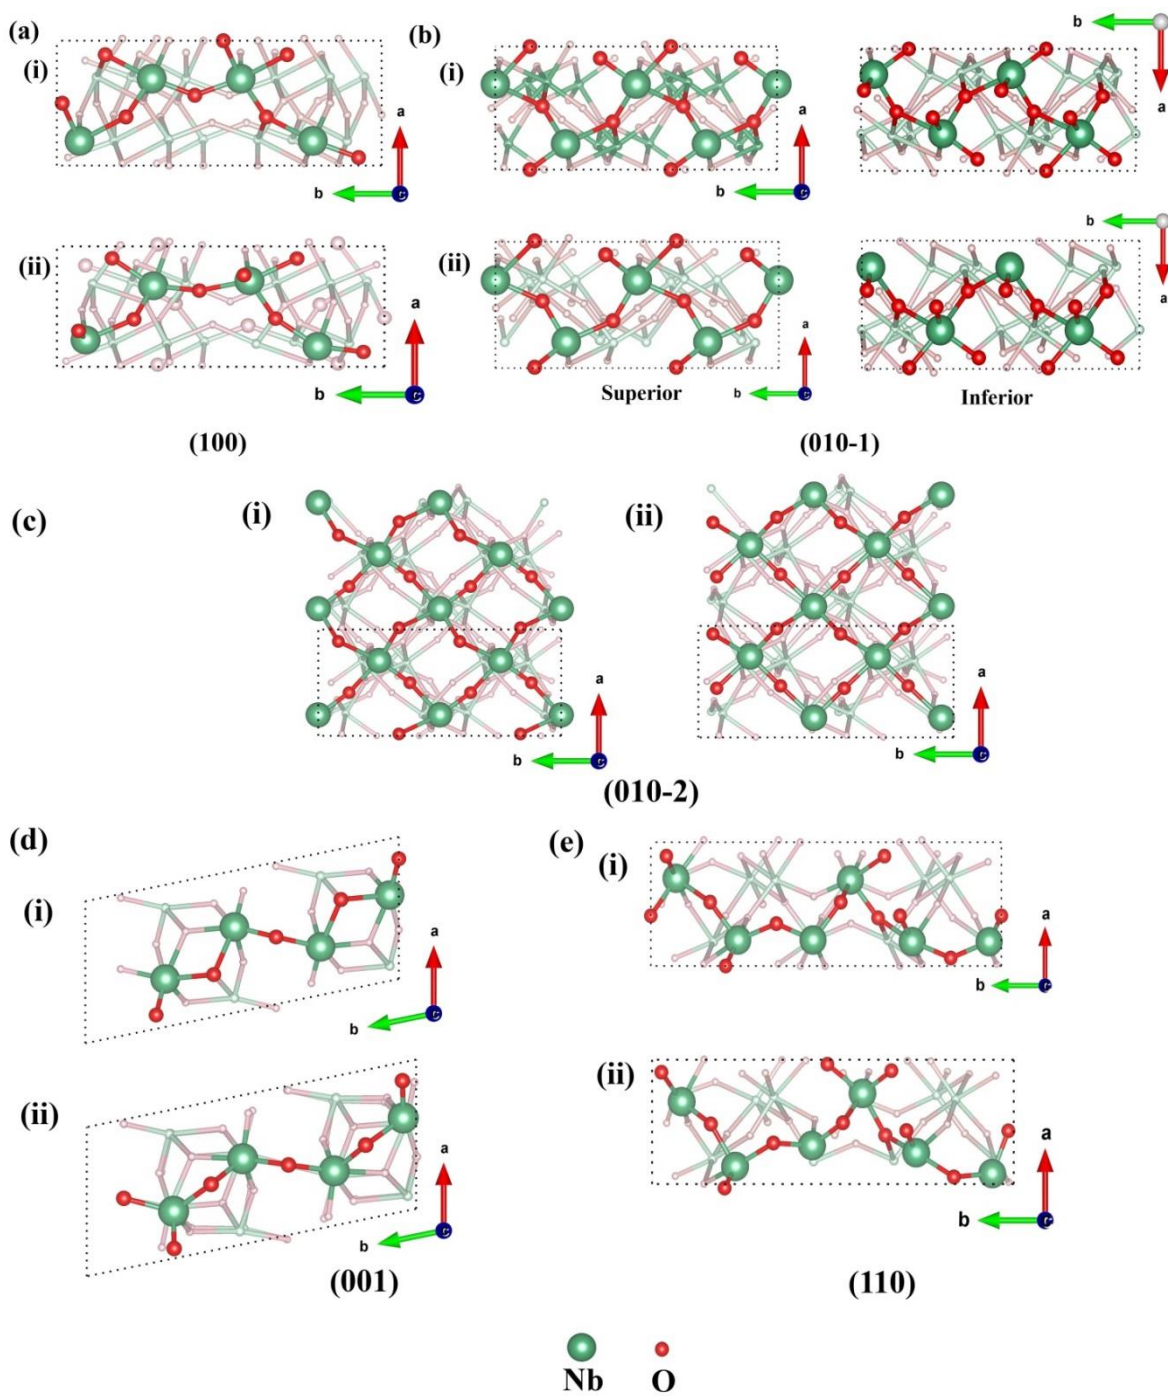 (a)
(i)
b
a
c
(ii)
b
a
c
(100)
(b)
(i)
b
a
c
b
a
(ii)
b
a
c
b
a
Superior
Inferior
(010-1)
(c)
(i)
b
a
c
(ii)
b
a
c
(010-2)
(d)
(i)
b
a
c
(ii)
b
a
c
(001)
(e)
(i)
b
a
c
(ii)
b
a
c
(110)
Nb
O